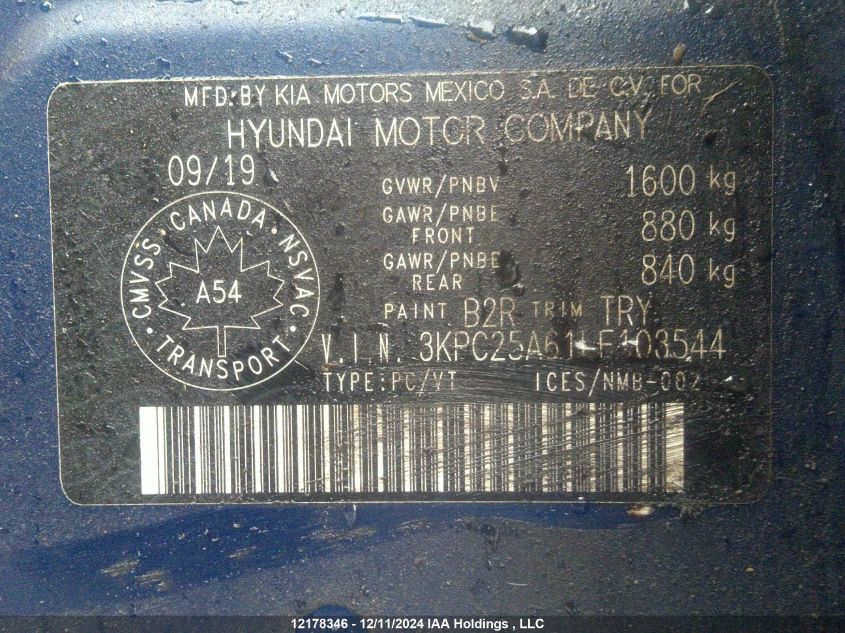 MFD. BY KIA MOTORS MEXICO S.A. DE C.V. FOR
HYUNDAI MOTOR COMPANY
09/19
GVWR/PNBV 1600 kg
GAWR/PNBE FRONT 880 kg
GAWR/PNBE REAR 840 kg
CMVSS · CANADA · NSVAC · TRANSPORT ·
A54
PAINT B2R TRIM TRY
V.I.N. 3KPC25A61LE103544
TYPE:PC/VT ICES/NMB-002
12178346 - 12/11/2024 IAA Holdings , LLC